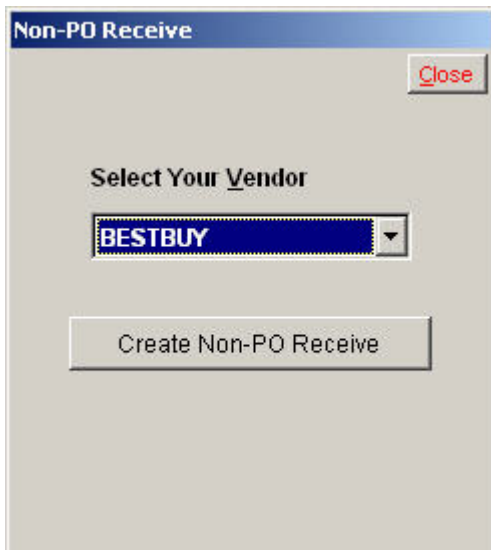 Non-PO Receive
Close
Select Your Vendor
BESTBUY
Create Non-PO Receive